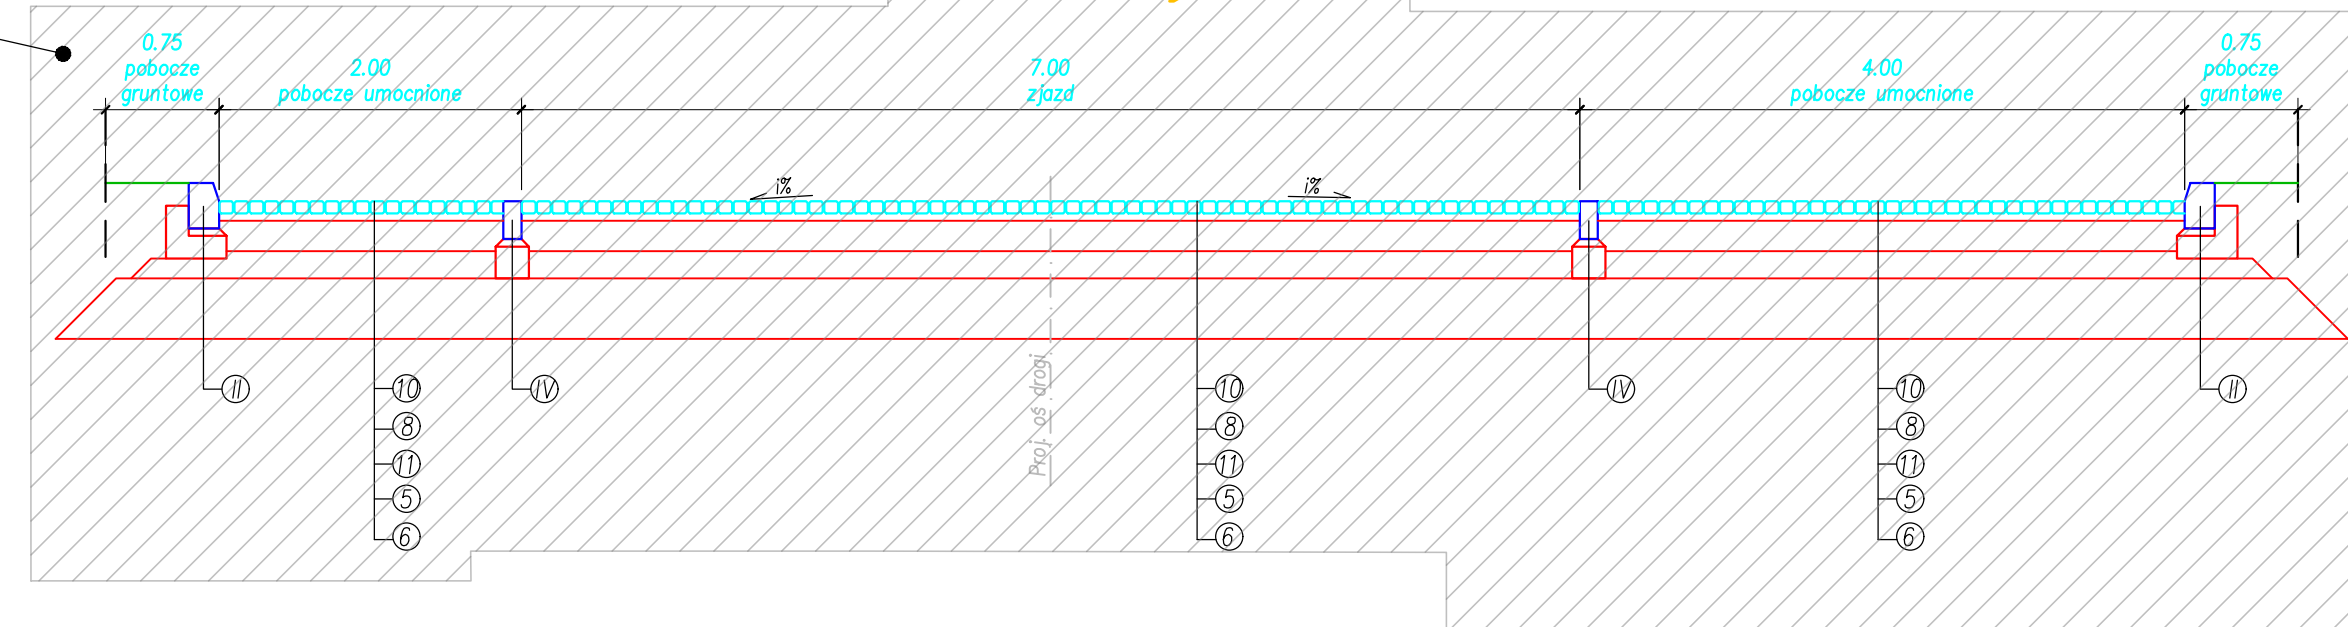 0.75
pobocze
gruntowe
2.00
pobocze umocnione
7.00
zjazd
4.00
pobocze umocnione
0.75
pobocze
gruntowe
i%
i%
Proj. oś drogi
II
10
8
11
5
6
IV
10
8
11
5
6
IV
10
8
11
5
6
II